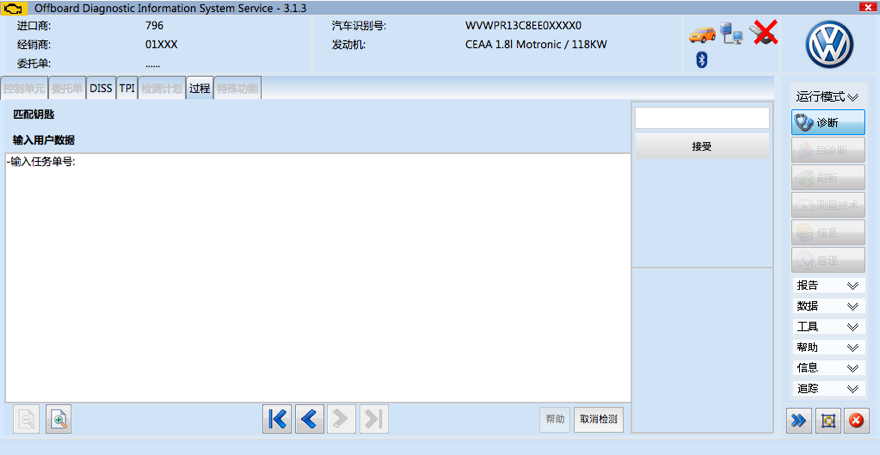 Offboard Diagnostic Information System Service - 3.1.3
进口商: 796
汽车识别号: WVWPR13C8EE0XXXX0
经销商: 01XXX
发动机: CEAA 1.8l Motronic / 118KW
委托单: ......
控制单元 委托单 DISS TPI 检测计划 过程 特殊功能
匹配钥匙
输入用户数据
-输入任务单号:
接受
运行模式
诊断
自诊断
刷新
测量技术
信息
管理
报告
数据
工具
帮助
信息
追踪
帮助
取消检测